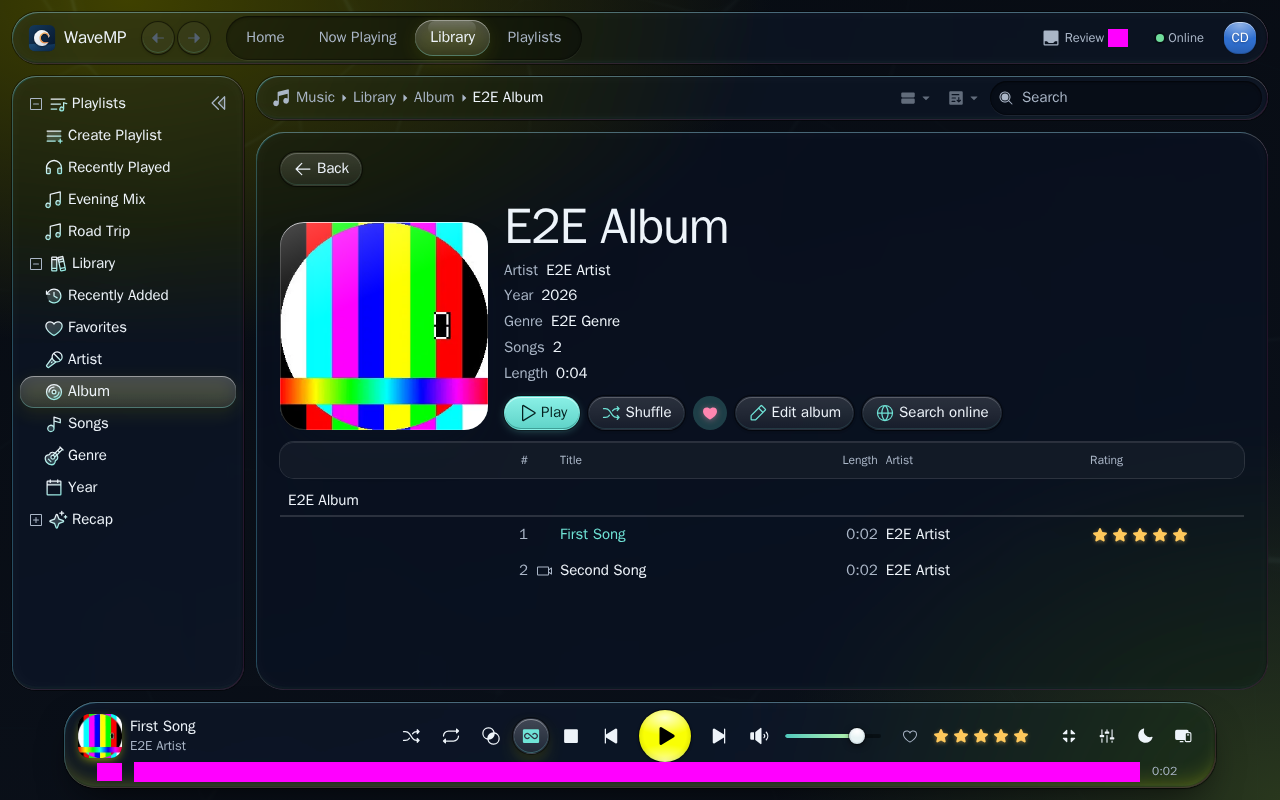 WaveMP
Home
Now Playing
Library
Playlists
Review
Online
CD
Playlists
Create Playlist
Recently Played
Evening Mix
Road Trip
Library
Recently Added
Favorites
Artist
Album
Songs
Genre
Year
Recap
Music Library Album E2E Album
Search
Back
E2E Album
Artist E2E Artist
Year 2026
Genre E2E Genre
Songs 2
Length 0:04
Play
Shuffle
Edit album
Search online
# Title Length Artist Rating
E2E Album
1 First Song 0:02 E2E Artist
2 Second Song 0:02 E2E Artist
First Song
E2E Artist
0:02